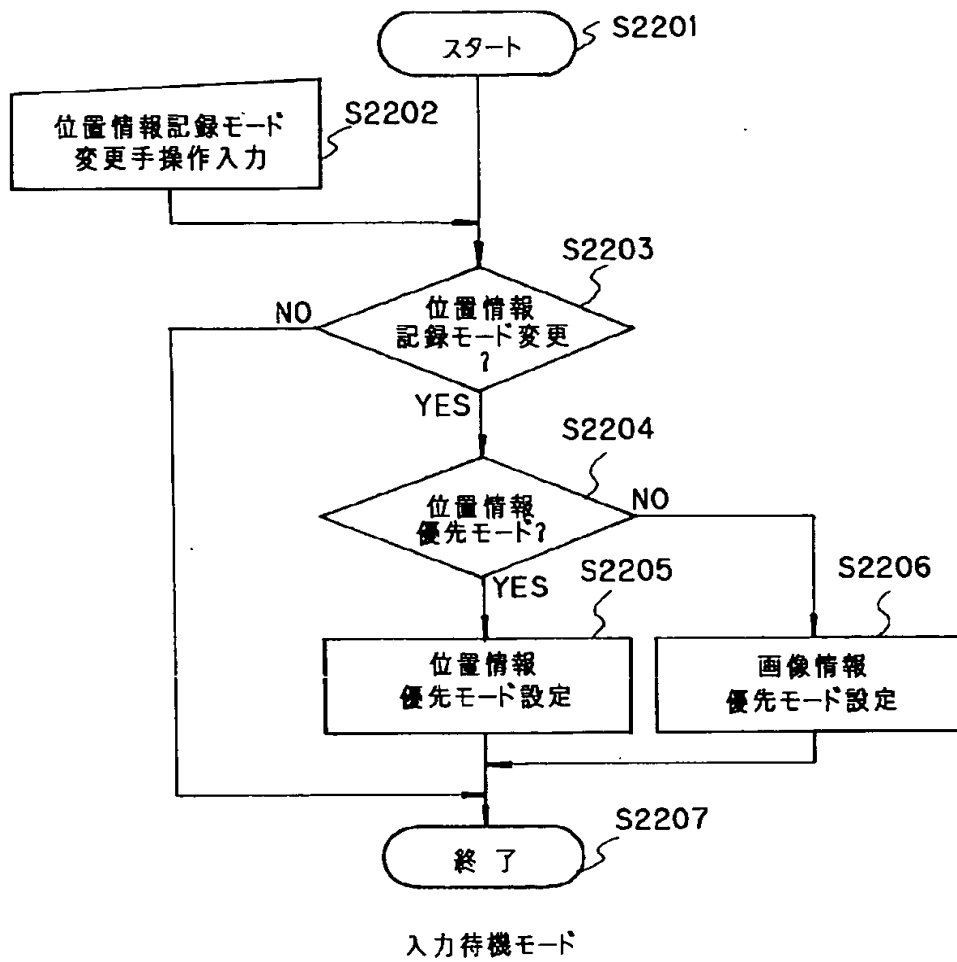 スタート
S2201
位置情報記録モード
変更手操作入力
S2202
S2203
位置情報
記録モード変更
?
NO
YES
S2204
位置情報
優先モード?
NO
YES
S2205
S2206
位置情報
優先モード設定
画像情報
優先モード設定
S2207
終了
入力待機モード